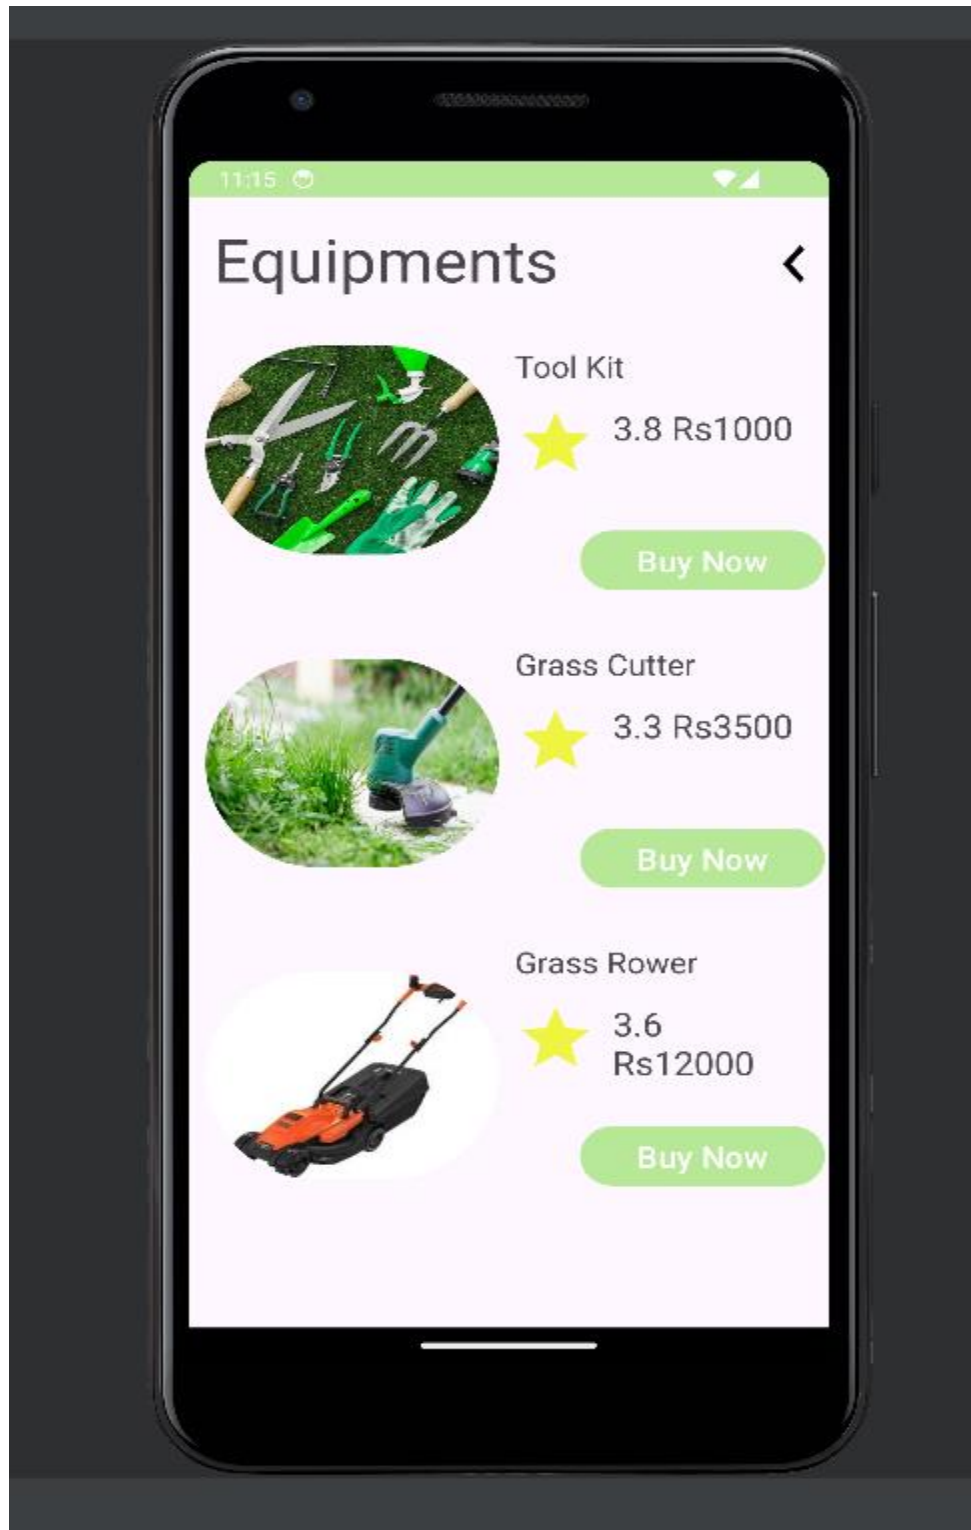 11:15
Equipments
Tool Kit
3.8 Rs1000
Buy Now
Grass Cutter
3.3 Rs3500
Buy Now
Grass Rower
3.6
Rs12000
Buy Now